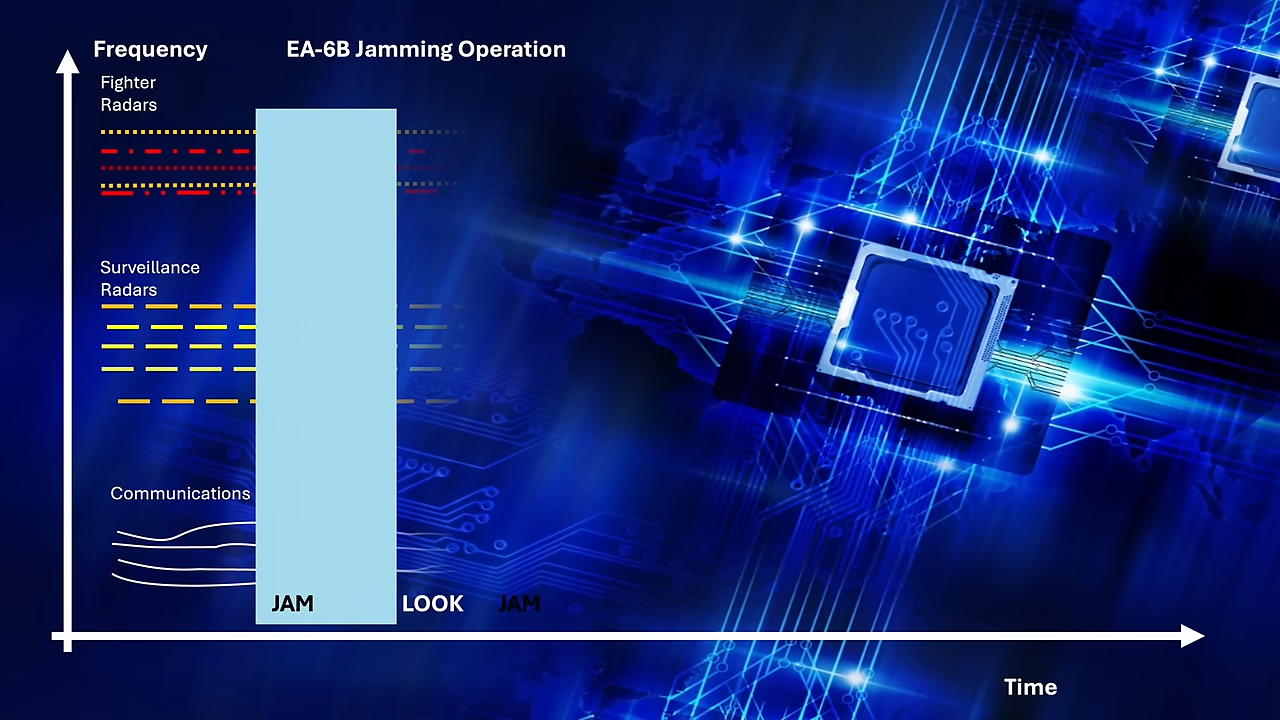 Frequency
EA-6B Jamming Operation
Fighter
Radars
Surveillance
Radars
Communications
JAM
LOOK
JAM
Time